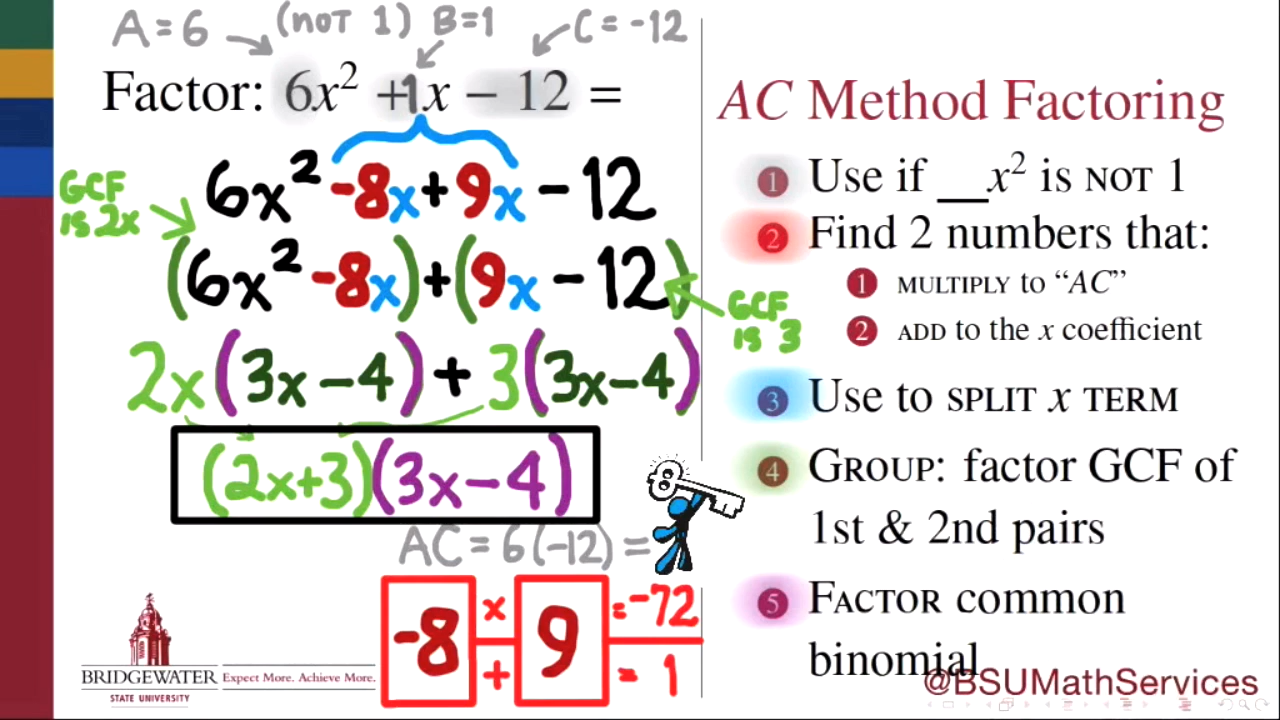 A = 6 (not 1) B=1 C = -12
Factor: 6x² +1x − 12 =
6x² -8x + 9x - 12
GCF
is 2x
(6x² -8x) + (9x - 12)
GCF
is 3
2x(3x - 4) + 3(3x-4)
(2x+3)(3x-4)
AC = 6(-12) =
-8 x 9 = -72
+ = 1
BRIDGEWATER
STATE UNIVERSITY
Expect More. Achieve More.
AC Method Factoring
1 Use if __x² is NOT 1
2 Find 2 numbers that:
1 MULTIPLY to “AC”
2 ADD to the x coefficient
3 Use to SPLIT x TERM
4 GROUP: factor GCF of
1st & 2nd pairs
5 FACTOR common
binomial
@BSUMathServices